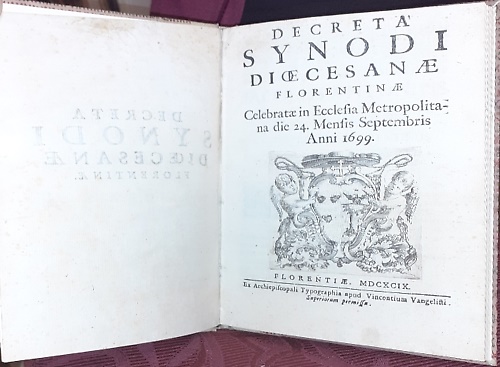 DECRETA
SYNODI
DIŒCESANÆ
FLORENTINÆ
Celebratæ in Ecclesia Metropolita-
na die 24. Mensis Septembris
Anni 1699.
FLORENTIÆ, MDCXCIX.
Ex Archiepiscopali Typographia apud Vincentium Vangelisti.
Superiorum permissu.